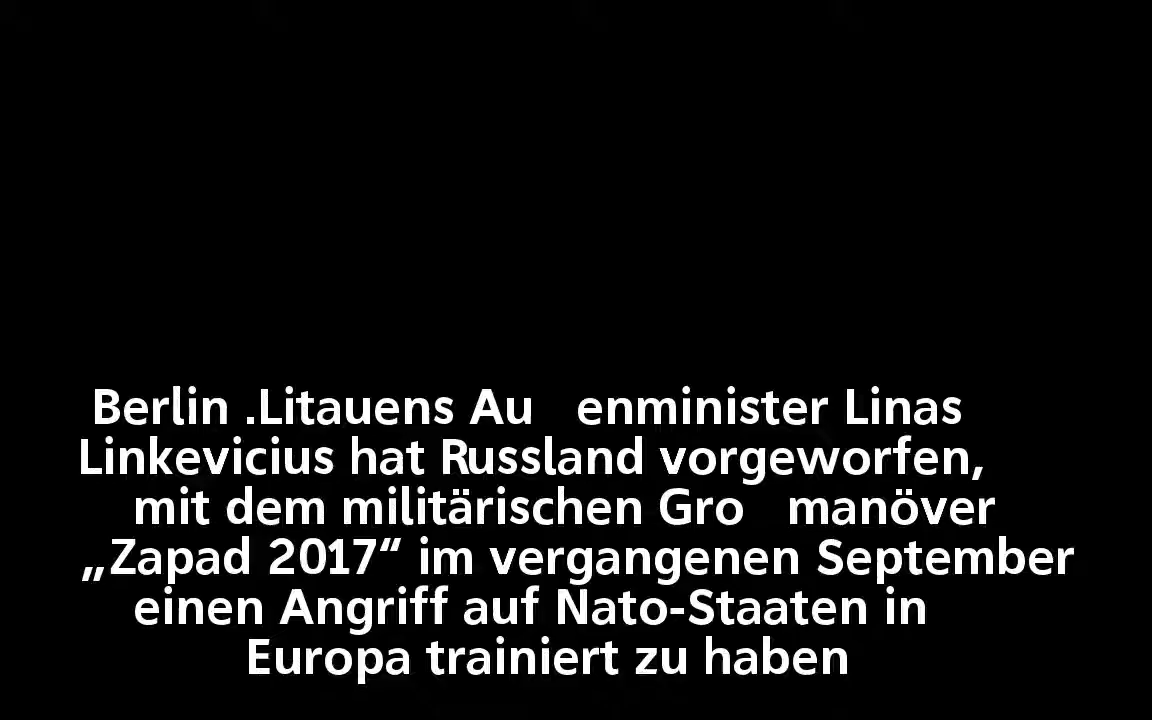 Berlin .Litauens Au enminister Linas
Linkevicius hat Russland vorgeworfen,
mit dem militärischen Gro manöver
„Zapad 2017“ im vergangenen September
einen Angriff auf Nato-Staaten in
Europa trainiert zu haben